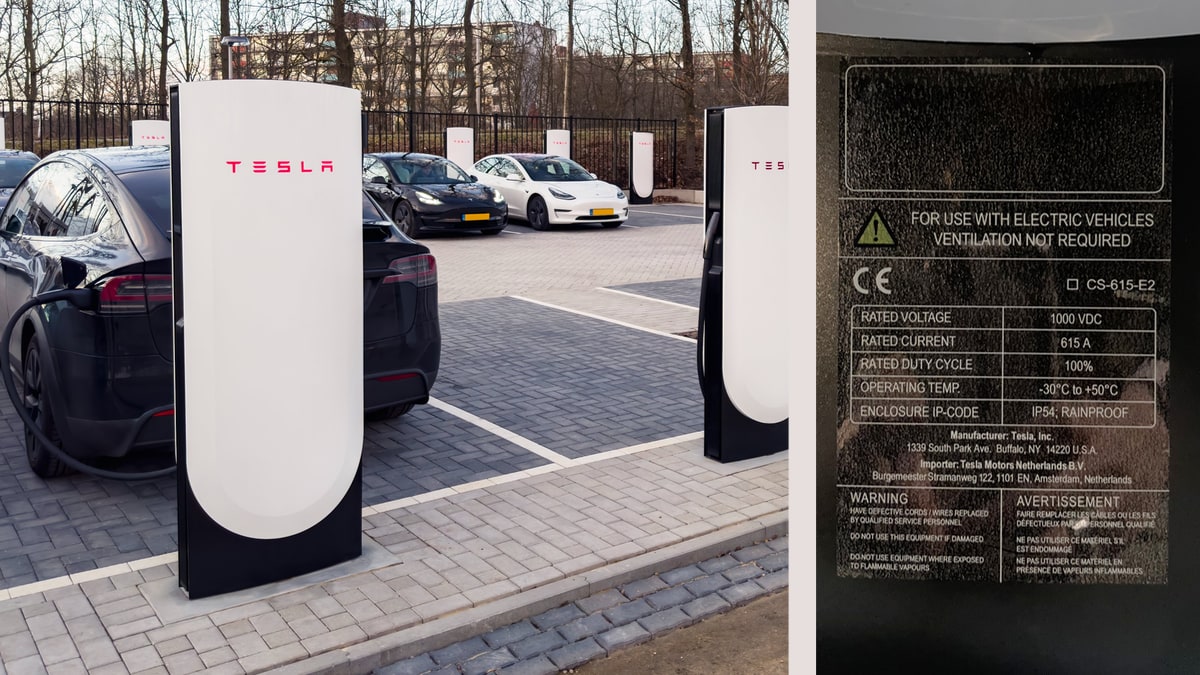 TESLA
TESLA
TESLA
FOR USE WITH ELECTRIC VEHICLES
VENTILATION NOT REQUIRED
CE
CS-615-E2
RATED VOLTAGE 1000 VDC
RATED CURRENT 615 A
RATED DUTY CYCLE 100%
OPERATING TEMP. -30°C to +50°C
ENCLOSURE IP-CODE IP54; RAINPROOF
Manufacturer: Tesla, Inc.
1339 South Park Ave. Buffalo, NY, 14220 U.S.A.
Importer: Tesla Motors Netherlands B.V.
Burgemeester Stramanweg 122, 1101 EN, Amsterdam, Netherlands
WARNING
HAVE DEFECTIVE CORDS / WIRES REPLACED
BY QUALIFIED SERVICE PERSONNEL
DO NOT USE THIS EQUIPMENT IF DAMAGED
DO NOT USE EQUIPMENT WHERE EXPOSED
TO FLAMMABLE VAPOURS
AVERTISSEMENT
FAIRE REMPLACER LES CÂBLES OU LES FILS
DÉFECTUEUX PAR PERSONNEL QUALIFIÉ
NE PAS UTILISER CE MATÉRIEL S'IL
EST ENDOMMAGÉ
NE PAS UTILISER CE MATÉRIEL EN
PRÉSENCE DE VAPEURS INFLAMMABLES